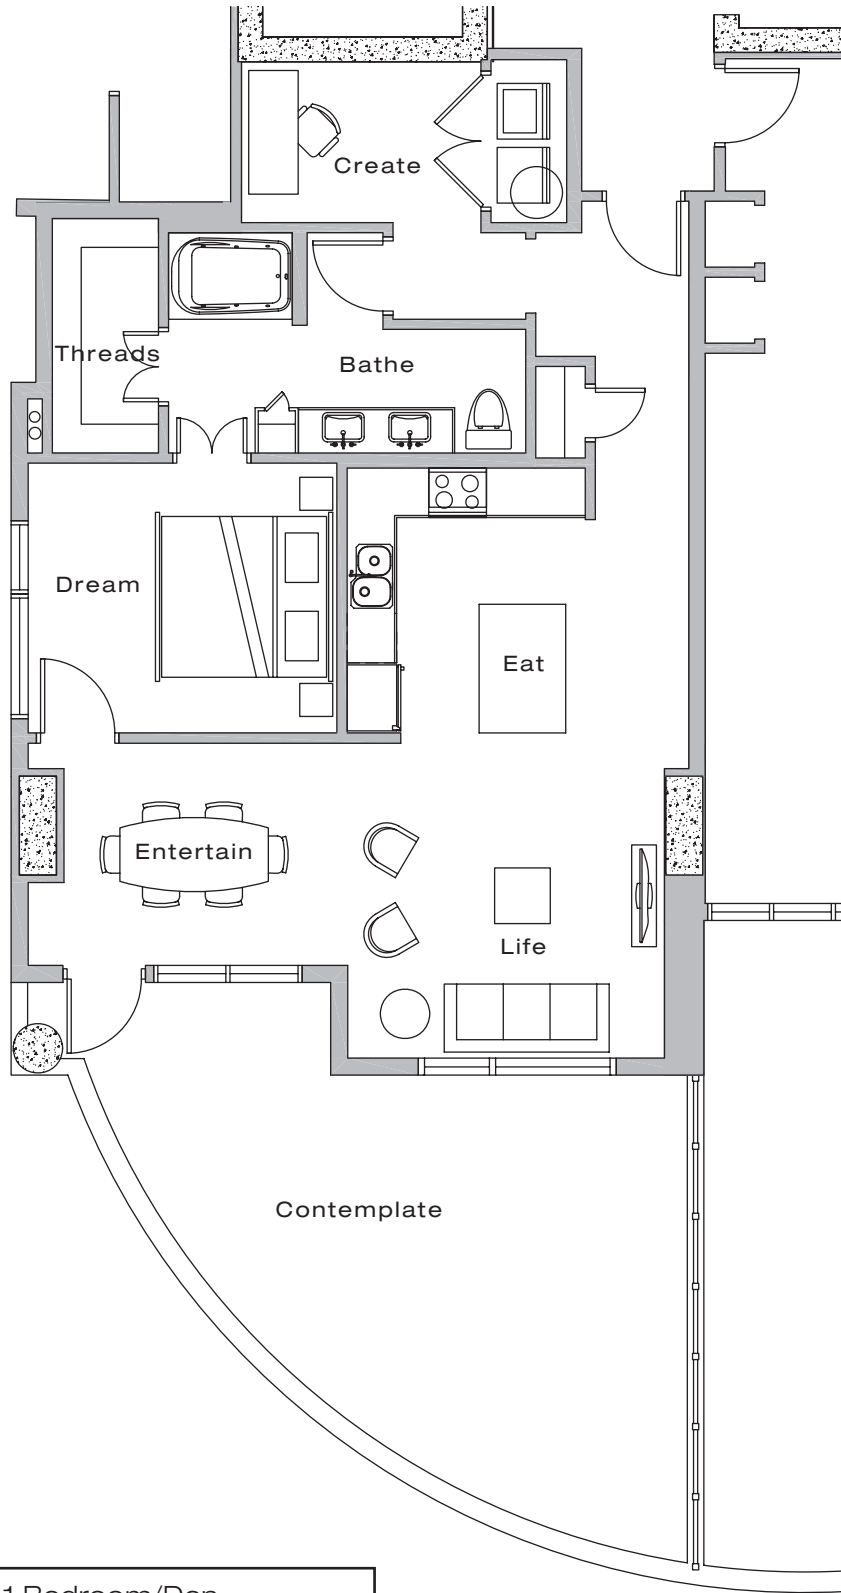 Create
Threads
Bathe
Dream
Eat
Entertain
Life
Contemplate
1 Bedroom/Den